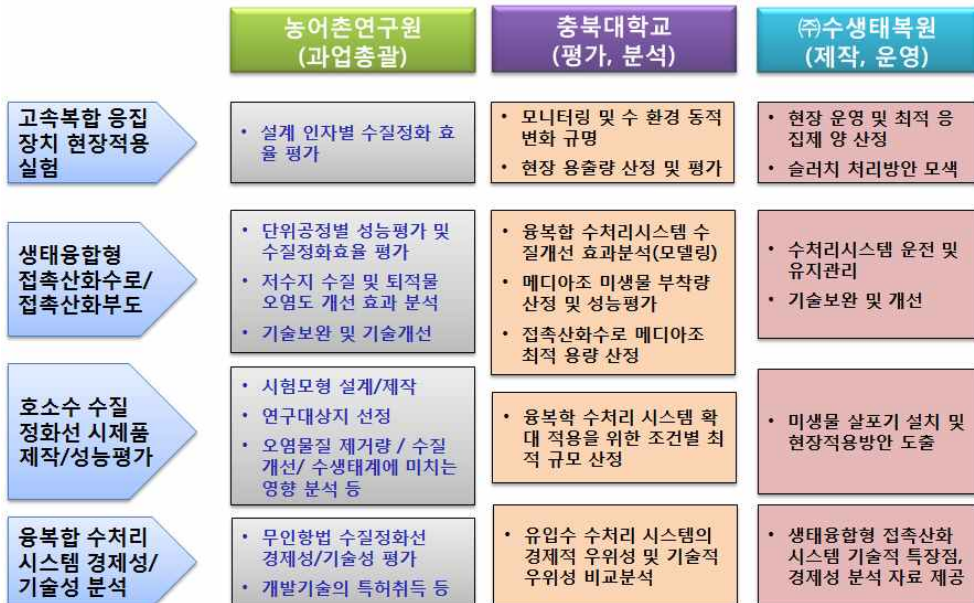 농어촌연구원
(과업총괄)
충북대학교
(평가, 분석)
㈜수생태복원
(제작, 운영)
고속복합 응집
장치 현장적용
실험
• 설계 인자별 수질정화 효
율 평가
• 모니터링 및 수 환경 동적
변화 규명
• 현장 용출량 산정 및 평가
• 현장 운영 및 최적 응
집제 양 산정
• 슬러치 처리방안 모색
생태융합형
접촉산화수로/
접촉산화부도
• 단위공정별 성능평가 및
수질정화효율 평가
• 저수지 수질 및 퇴적물
오염도 개선 효과 분석
• 기술보완 및 기술개선
• 융복합 수처리시스템 수
질개선 효과분석(모델링)
• 메디아조 미생물 부착량
산정 및 성능평가
• 접촉산화수로 메디아조
최적 용량 산정
• 수처리시스템 운전 및
유지관리
• 기술보완 및 개선
호소수 수질
정화선 시제품
제작/성능평가
• 시험모형 설계/제작
• 연구대상지 선정
• 오염물질 제거량 / 수질
개선/ 수생태계에 미치는
영향 분석 등
• 융복학 수처리 시스템 확
대 적용을 위한 조건별 최
적 규모 산정
• 미생물 살포기 설치 및
현장적용방안 도출
융복합 수처리
시스템 경제성/
기술성 분석
• 무인항법 수질정화선
경제성/기술성 평가
• 개발기술의 특허취득 등
• 유입수 수처리 시스템의
경제적 우위성 및 기술적
우위성 비교분석
• 생태융합형 접촉산화
시스템 기술적 특장점,
경제성 분석 자료 제공